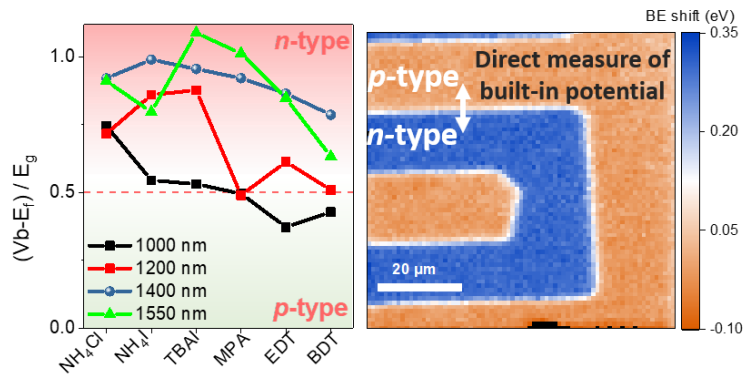 BE shift (eV)
n-type
1.0
0.5
0.0
(Vb-E_f) / E_g
1000 nm
1200 nm
1400 nm
1550 nm
p-type
NH₄Cl
NH₄I
TBAI
MPA
EDT
BDT
p-type
n-type
Direct measure of
built-in potential
20 µm
0.35
0.20
0.05
-0.10